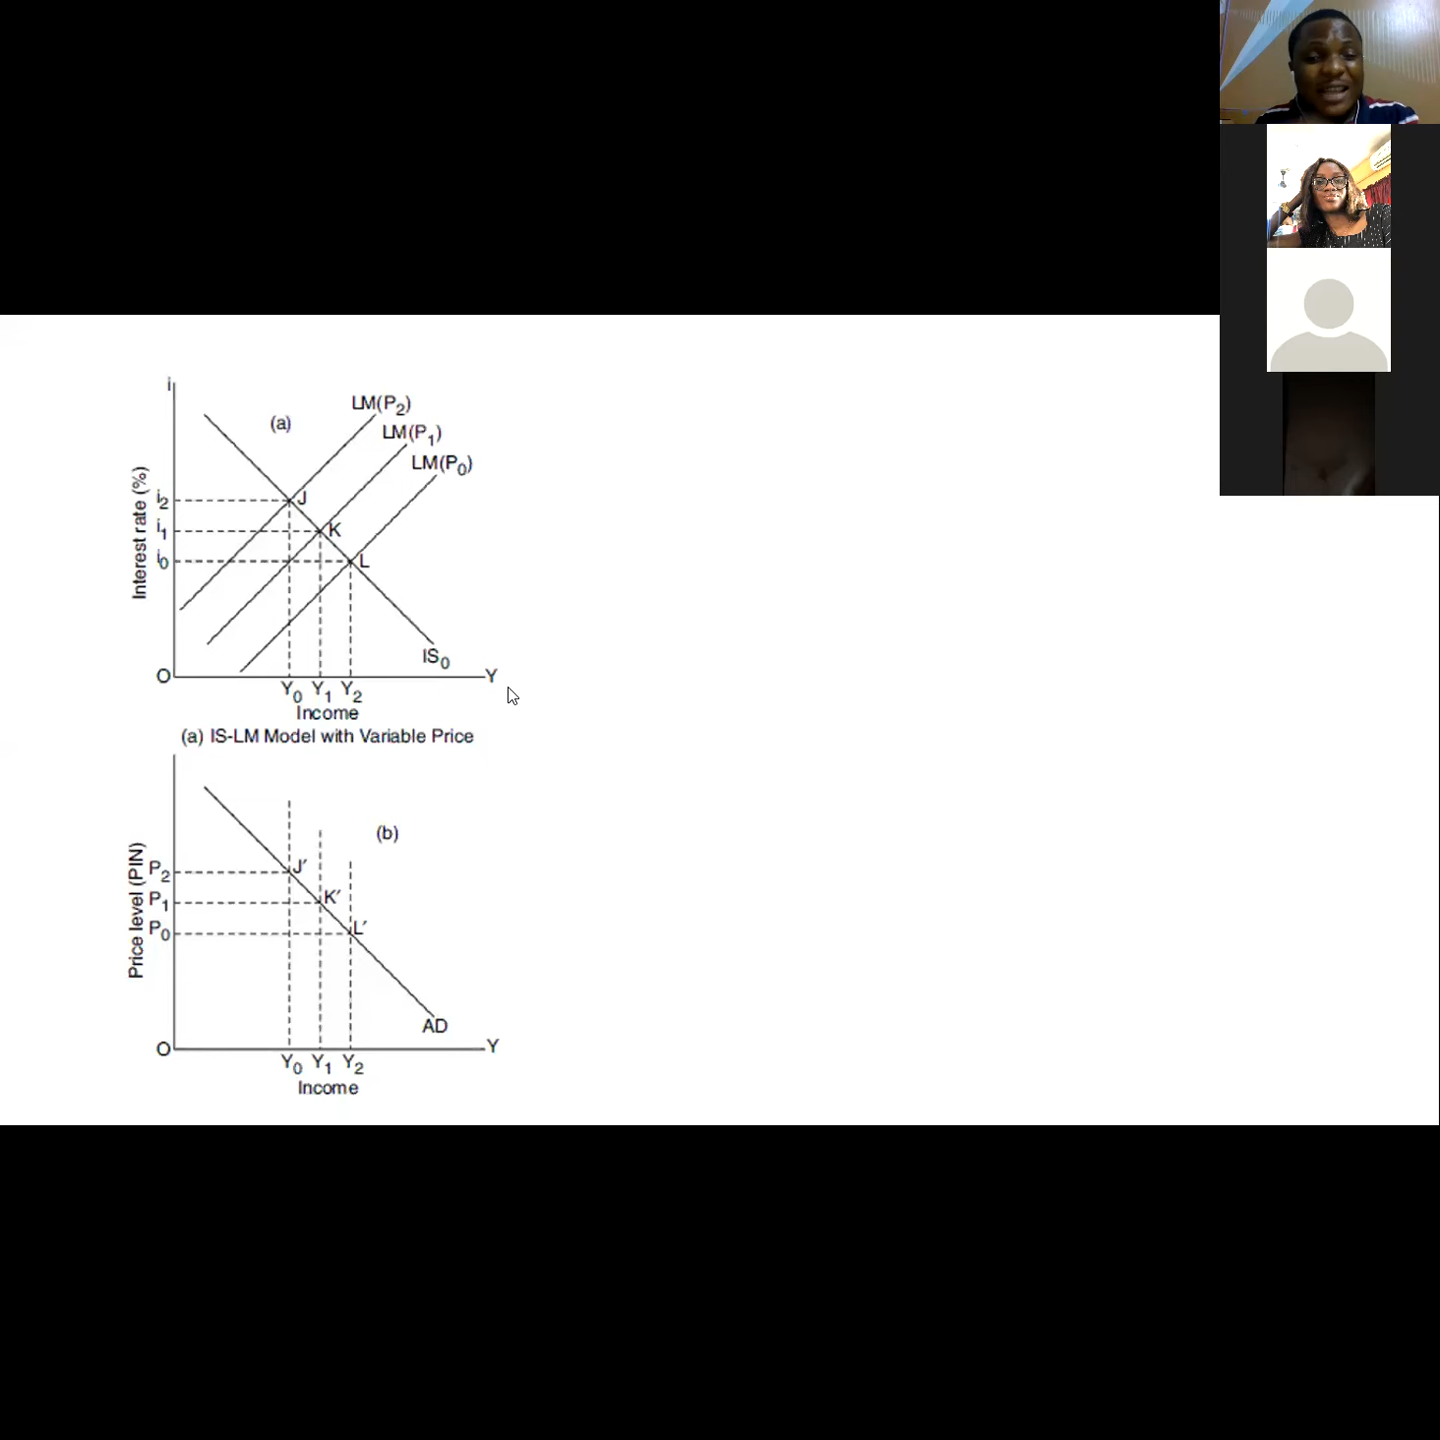 i
(a)
LM(P2)
LM(P1)
LM(P0)
Interest rate (%)
i2
i1
i0
J
K
L
IS0
O
Y
Y0 Y1 Y2
Income
(a) IS-LM Model with Variable Price
(b)
Price level (PIN)
P2
P1
P0
J′
K′
L′
AD
O
Y
Y0 Y1 Y2
Income